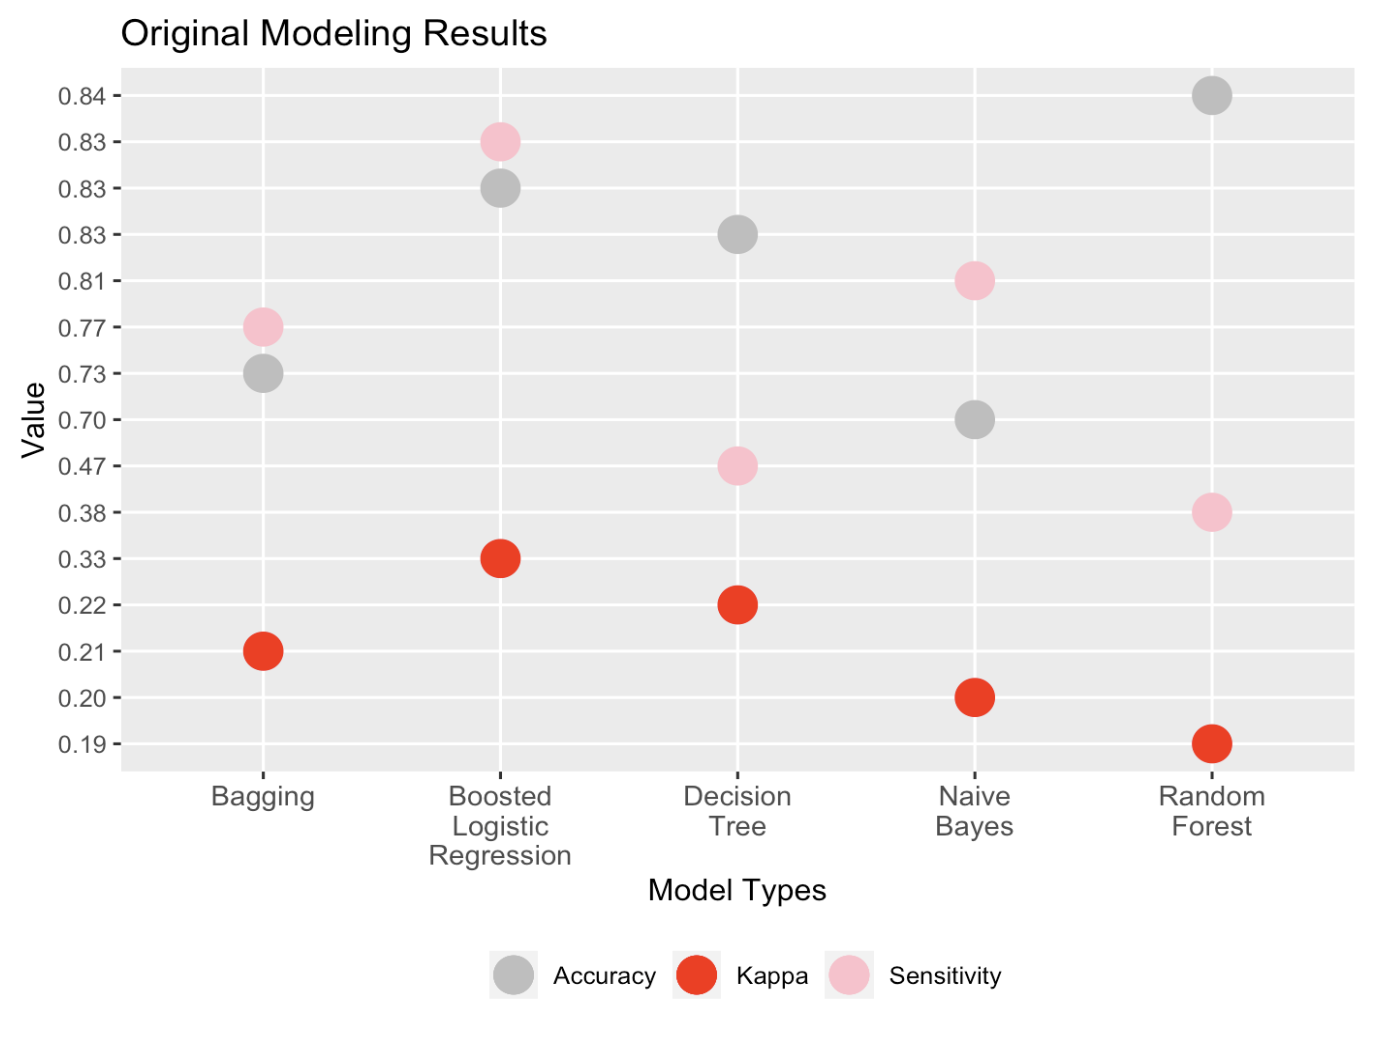 Original Modeling Results
Value
0.84
0.83
0.83
0.83
0.81
0.77
0.73
0.70
0.47
0.38
0.33
0.22
0.21
0.20
0.19
Bagging
Boosted
Logistic
Regression
Decision
Tree
Naive
Bayes
Random
Forest
Model Types
Accuracy
Kappa
Sensitivity